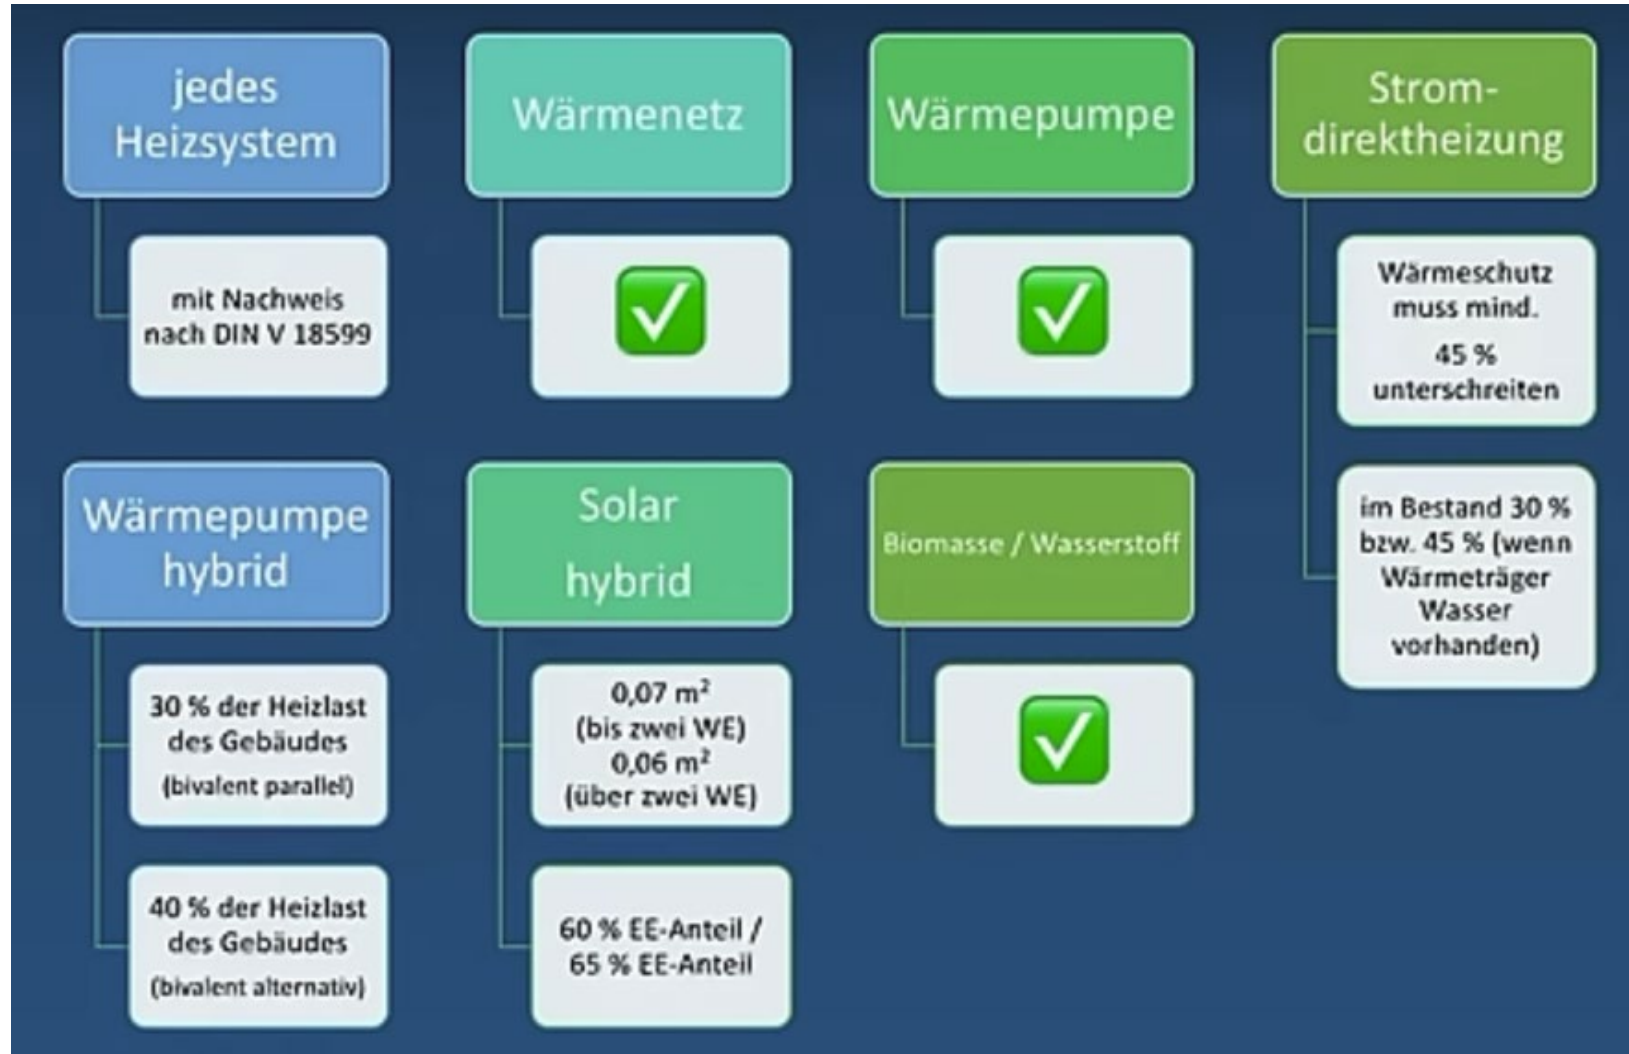 jedes
Heizsystem
mit Nachweis
nach DIN V 18599
Wärmenetz
Wärmepumpe
Strom-
direktheizung
Wärmeschutz
muss mind.
45 %
unterschreiten
im Bestand 30 %
bzw. 45 % (wenn
Wärmeträger
Wasser
vorhanden)
Wärmepumpe
hybrid
30 % der Heizlast
des Gebäudes
(bivalent parallel)
40 % der Heizlast
des Gebäudes
(bivalent alternativ)
Solar
hybrid
0,07 m²
(bis zwei WE)
0,06 m²
(über zwei WE)
60 % EE-Anteil /
65 % EE-Anteil
Biomasse / Wasserstoff